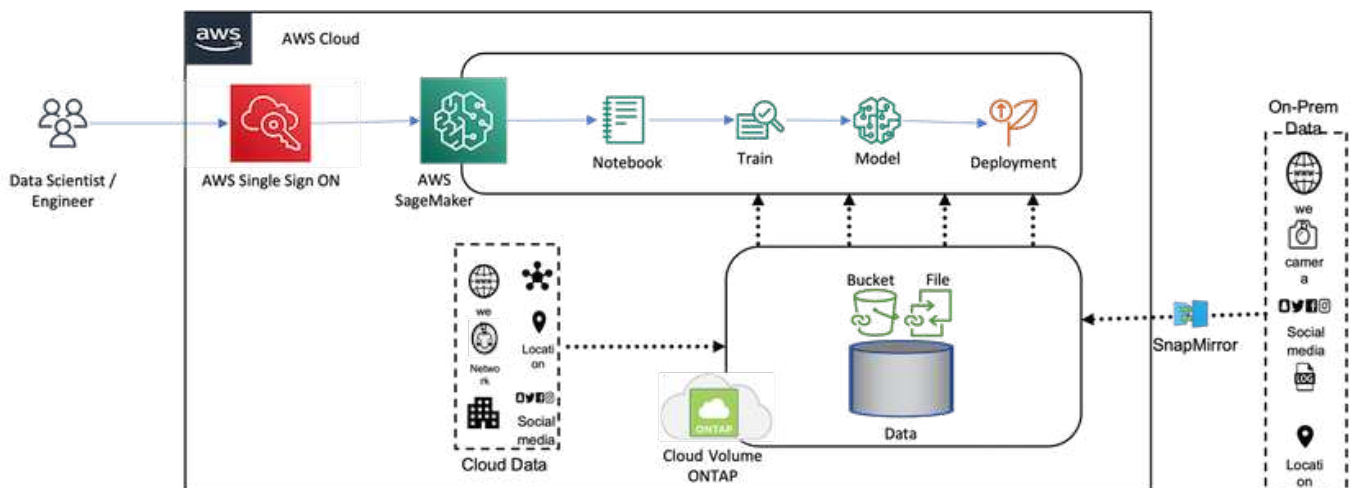 aws
AWS Cloud
Data Scientist /
Engineer
AWS Single Sign ON
AWS
SageMaker
Notebook
Train
Model
Deployment
www
we
Netwo
rk
Locati
on
Social
media
Cloud Data
ONTAP
Cloud Volume
ONTAP
Bucket
File
Data
SnapMirror
On-Prem
Data
www
we
camer
a
Social
media
LOG
Locati
on